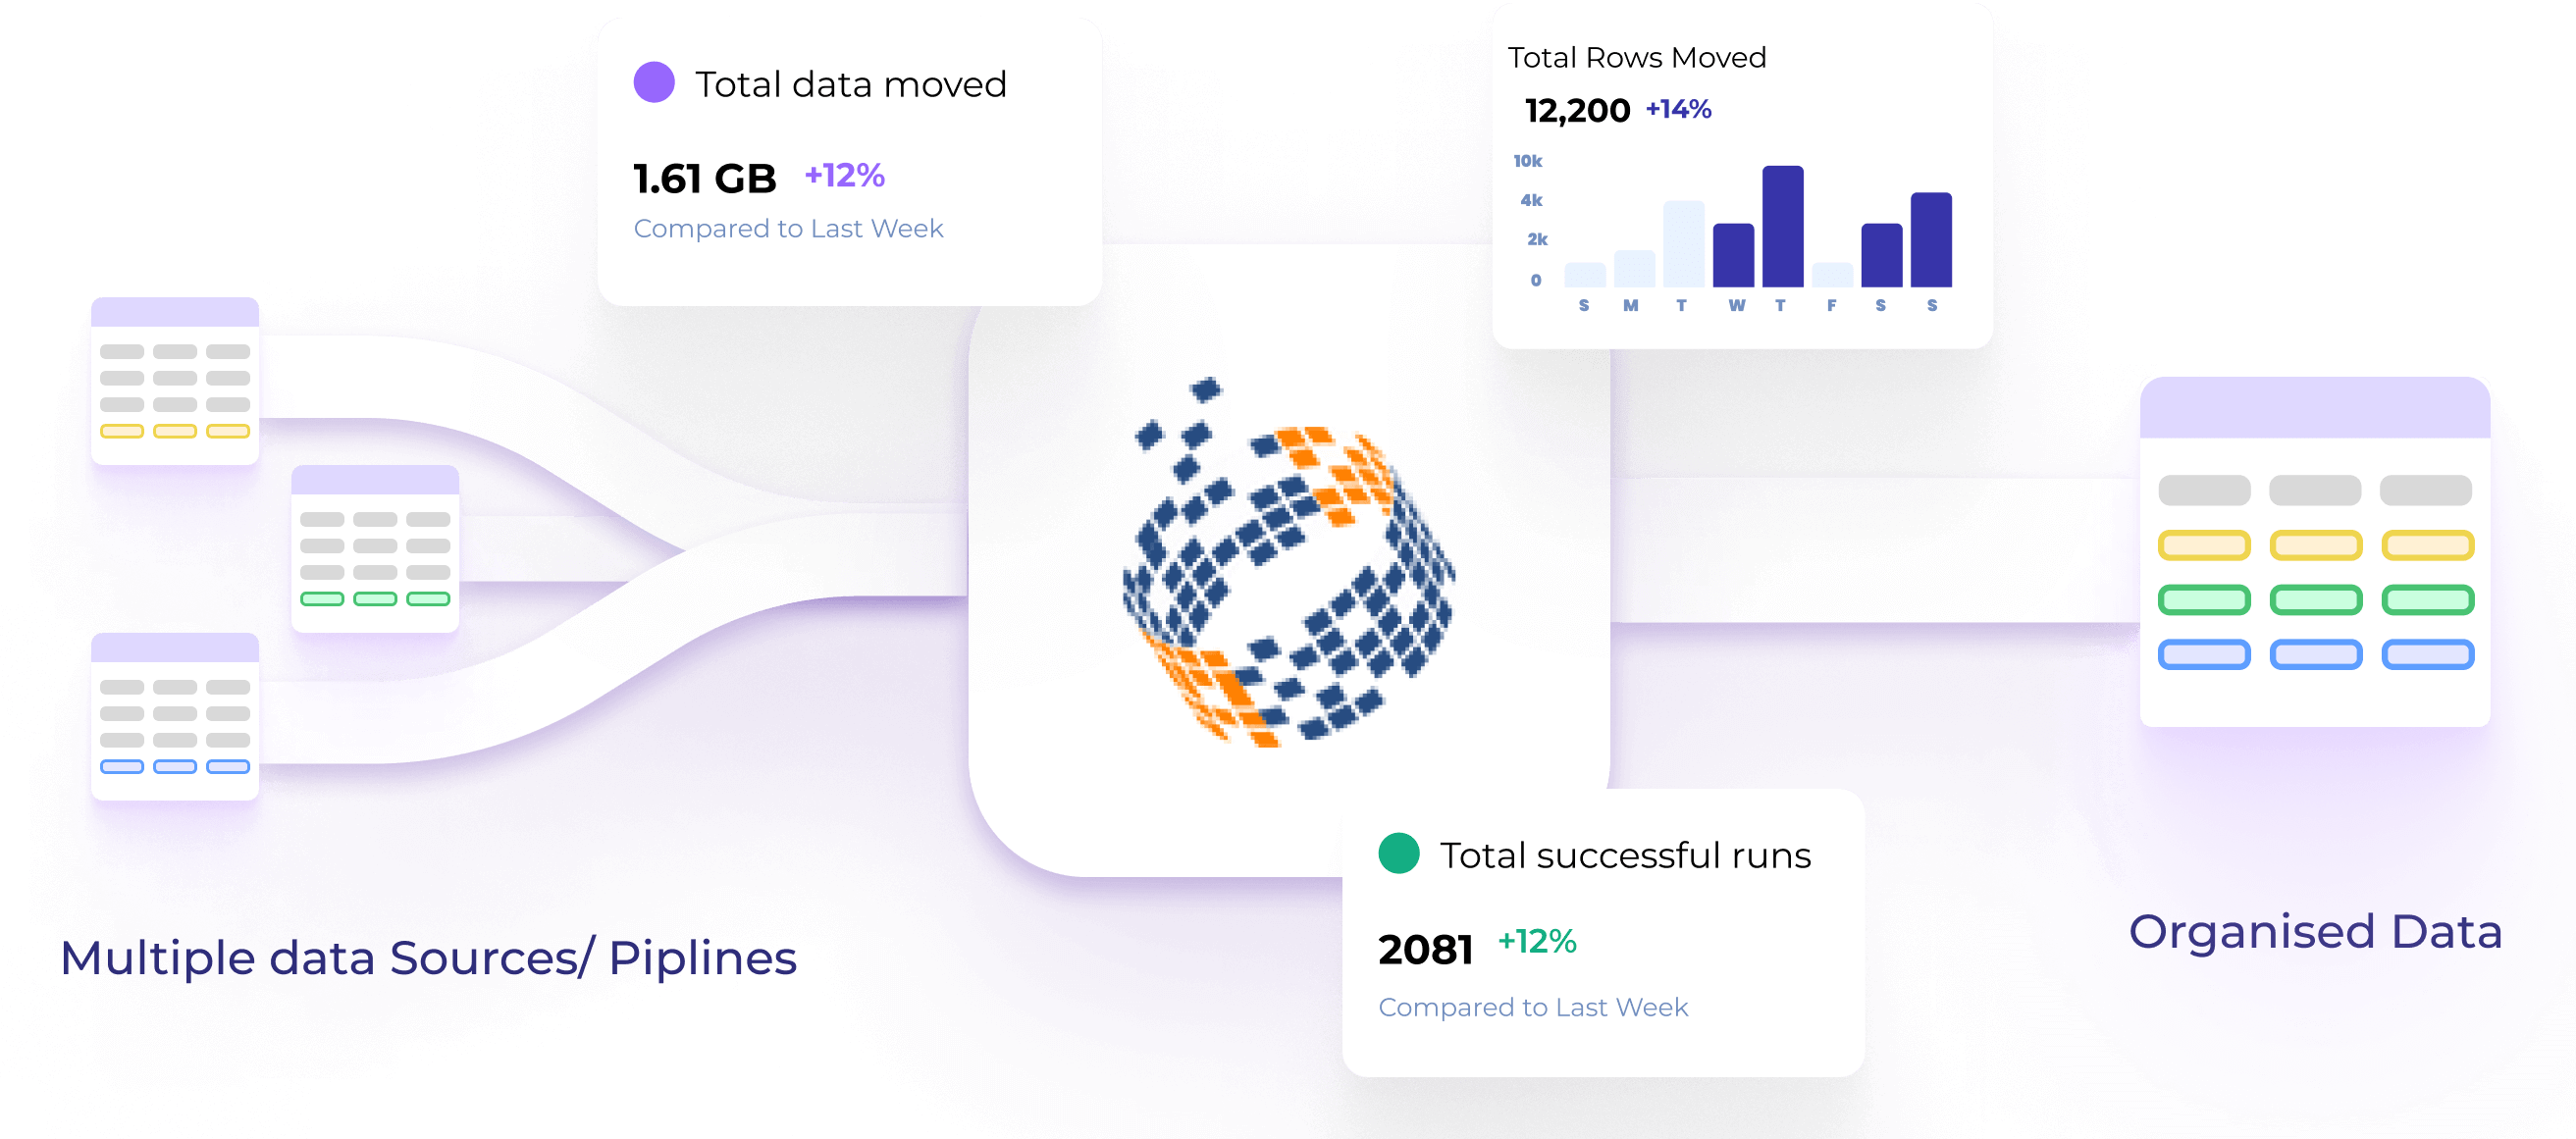 Total data moved
1.61 GB +12%
Compared to Last Week
Total Rows Moved
12,200 +14%
10k
4k
2k
0
S M T W T F S S
Multiple data Sources/ Piplines
Total successful runs
2081 +12%
Compared to Last Week
Organised Data